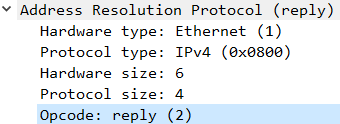 Address Resolution Protocol (reply)
Hardware type: Ethernet (1)
Protocol type: IPv4 (0x0800)
Hardware size: 6
Protocol size: 4
Opcode: reply (2)